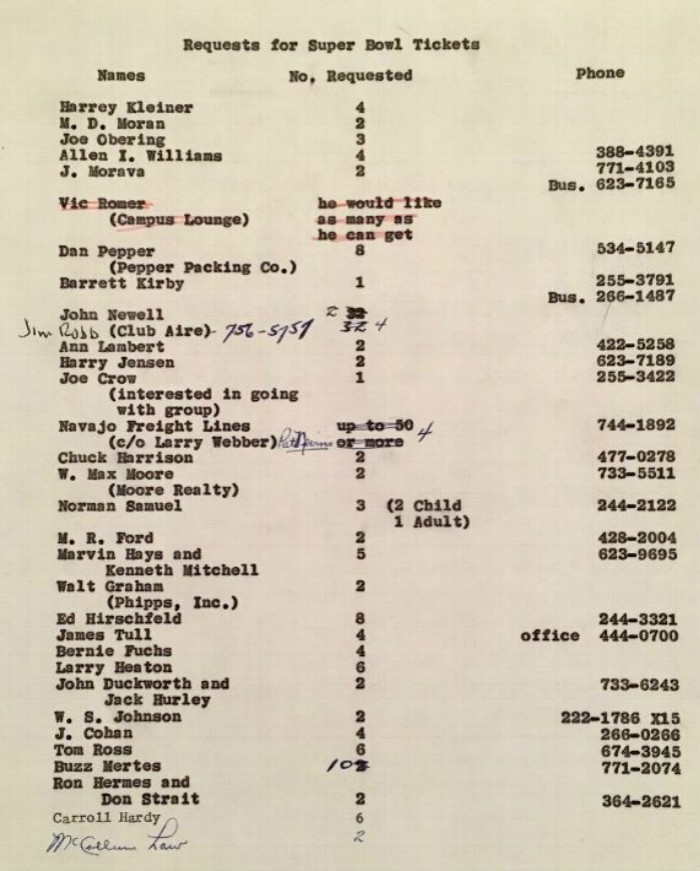 Requests for Super Bowl Tickets
Names No. Requested Phone
Harrey Kleiner 4
M. D. Moran 2
Joe Obering 3
Allen I. Williams 4 388-4391
J. Morava 2 771-4103
Bus. 623-7165
Vic Romer he would like
(Campus Lounge) as many as
he can get
Dan Pepper 8 534-5147
(Pepper Packing Co.)
Barrett Kirby 1 255-3791
Bus. 266-1487
John Newell 2 32
Jim Robb (Club Aire) - 756-5757 32 4
Ann Lambert 2 422-5258
Harry Jensen 2 623-7189
Joe Crow 1 255-3422
(interested in going
with group)
Navajo Freight Lines up to 50 744-1892
(c/o Larry Webber) or more 4
Chuck Harrison 2 477-0278
W. Max Moore 2 733-5511
(Moore Realty)
Norman Samuel 3 (2 Child 244-2122
1 Adult)
M. R. Ford 2 428-2004
Marvin Hays and 5 623-9695
Kenneth Mitchell
Walt Graham 2
(Phipps, Inc.)
Ed Hirschfeld 8 244-3321
James Tull 4 office 444-0700
Bernie Fuchs 4
Larry Heaton 6
John Duckworth and 2 733-6243
Jack Hurley
W. S. Johnson 2 222-1786 X15
J. Cohan 4 266-0266
Tom Ross 6 674-3945
Buzz Mertes 10 771-2074
Ron Hermes and
Don Strait 2 364-2621
Carroll Hardy 6
McCallum Law 2